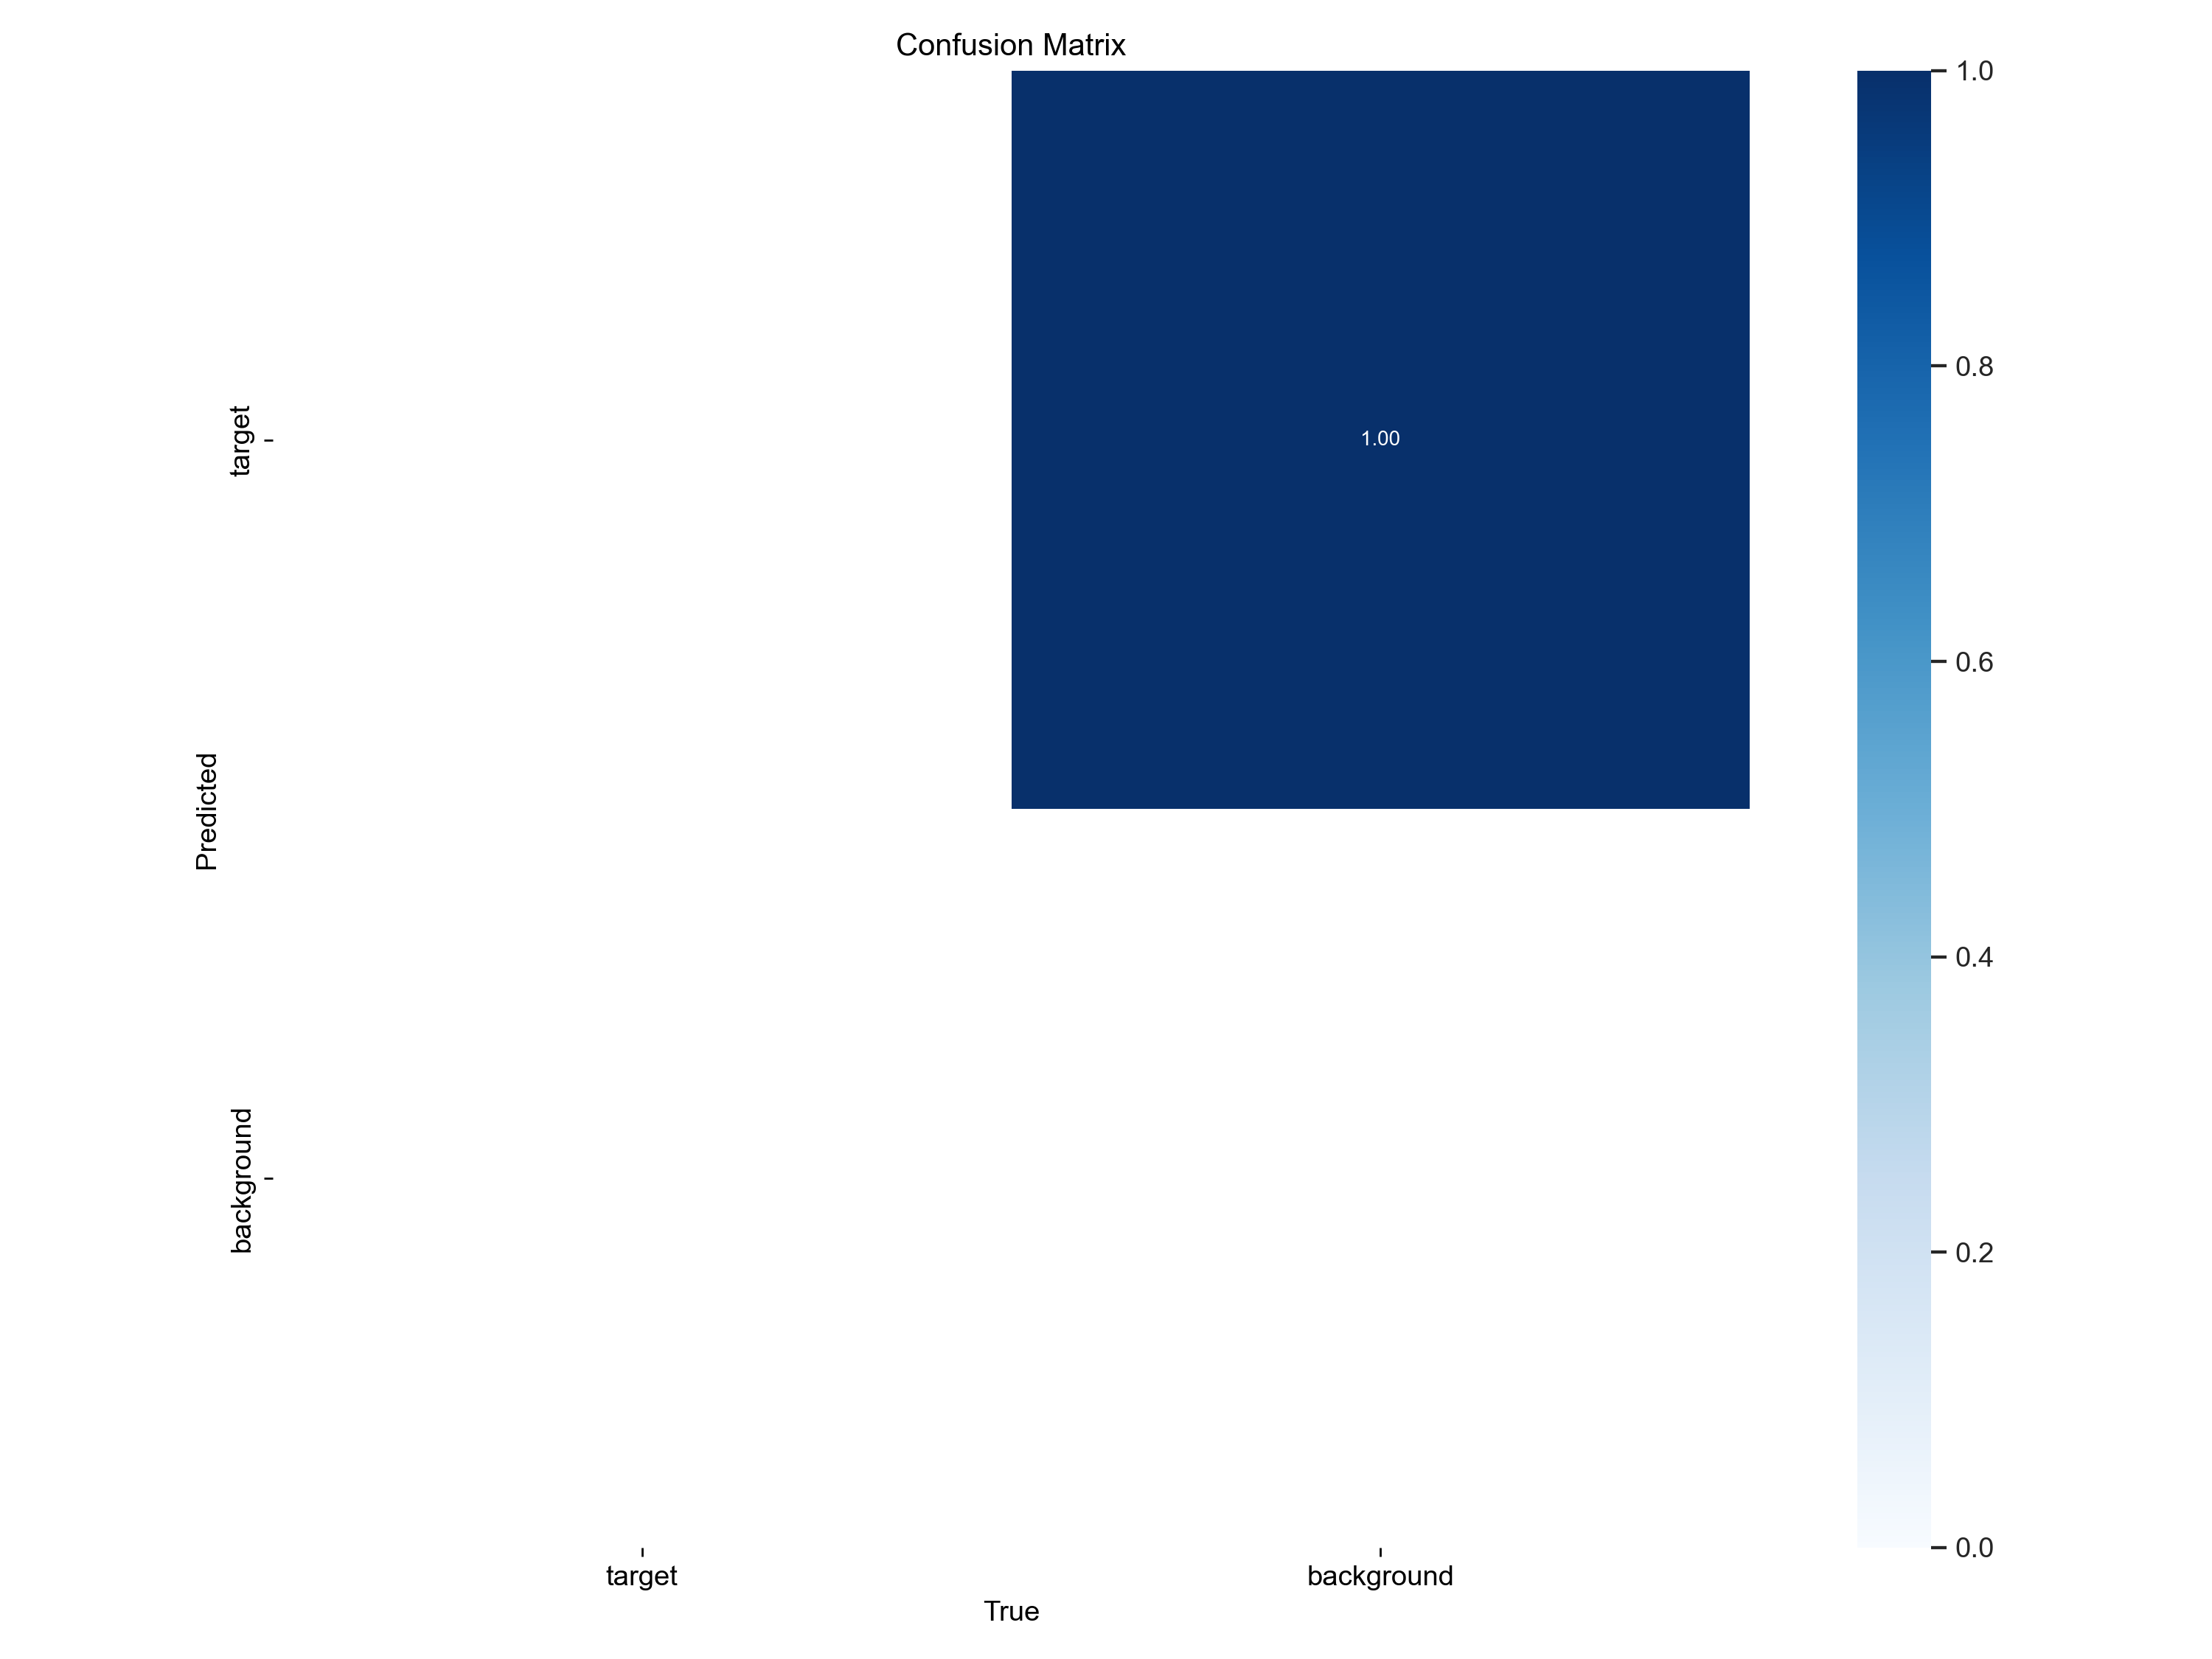 Confusion Matrix
target
background
Predicted
1.00
target
background
True
1.0
0.8
0.6
0.4
0.2
0.0